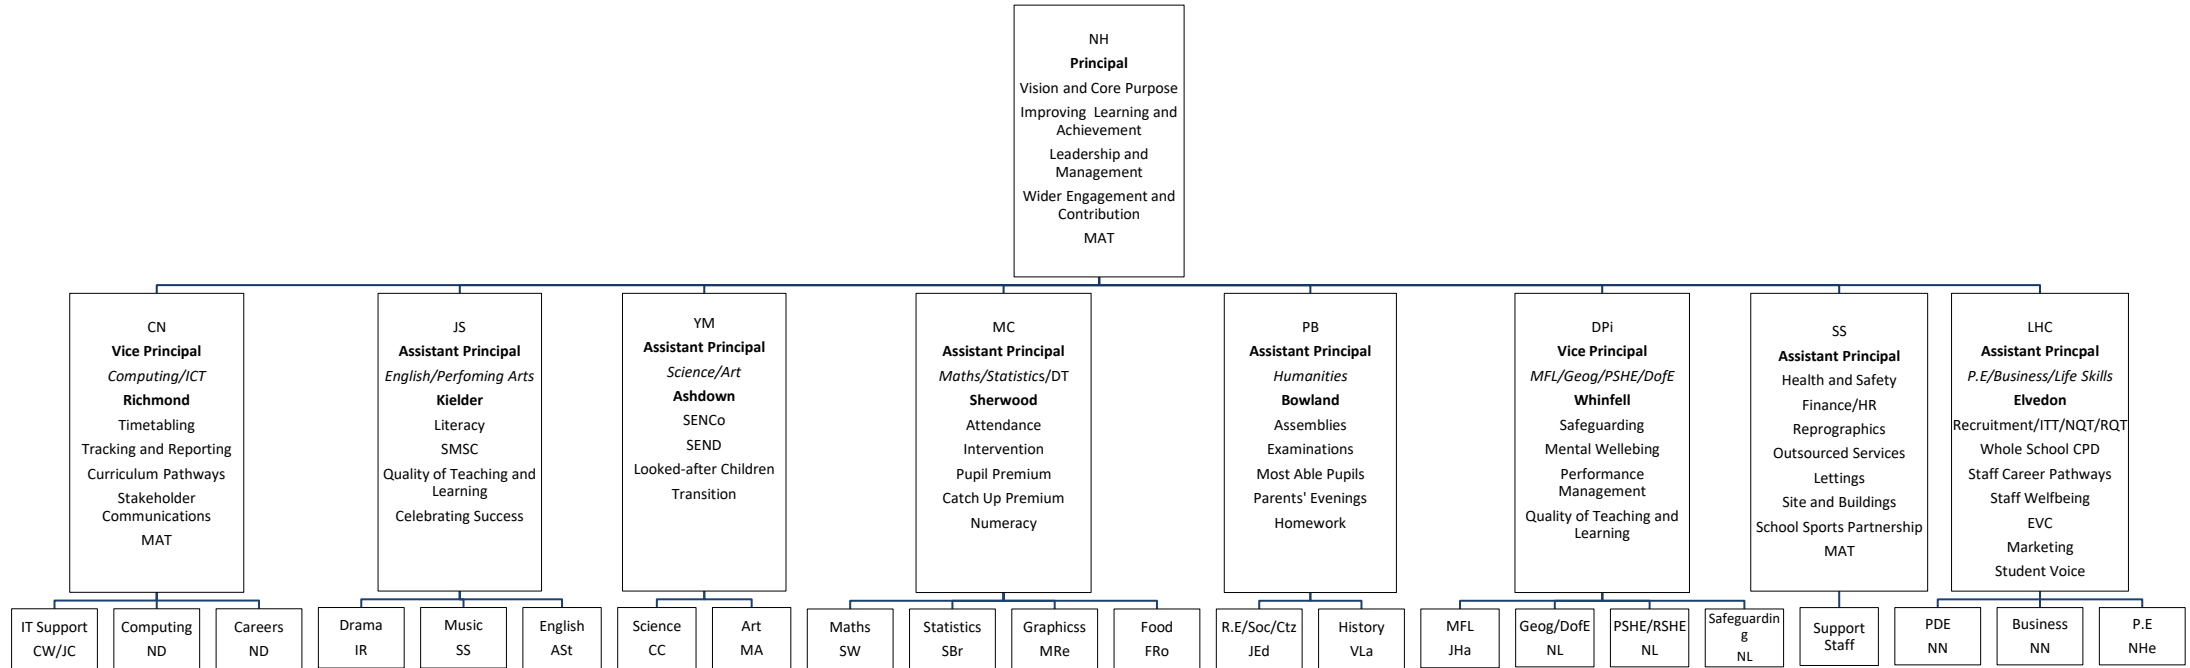 NH
Principal
Vision and Core Purpose
Improving Learning and
Achievement
Leadership and
Management
Wider Engagement and
Contribution
MAT
CN
Vice Principal
Computing/ICT
Richmond
Timetabling
Tracking and Reporting
Curriculum Pathways
Stakeholder
Communications
MAT
JS
Assistant Principal
English/Perfoming Arts
Kielder
Literacy
SMSC
Quality of Teaching and
Learning
Celebrating Success
YM
Assistant Principal
Science/Art
Ashdown
SENCo
SEND
Looked-after Children
Transition
MC
Assistant Principal
Maths/Statistics/DT
Sherwood
Attendance
Intervention
Pupil Premium
Catch Up Premium
Numeracy
PB
Assistant Principal
Humanities
Bowland
Assemblies
Examinations
Most Able Pupils
Parents' Evenings
Homework
DPi
Vice Principal
MFL/Geog/PSHE/DofE
Whinfell
Safeguarding
Mental Wellebing
Performance
Management
Quality of Teaching and
Learning
SS
Assistant Principal
Health and Safety
Finance/HR
Reprographics
Outsourced Services
Lettings
Site and Buildings
School Sports Partnership
MAT
LHC
Assistant Princpal
P.E/Business/Life Skills
Elvedon
Recruitment/ITT/NQT/RQT
Whole School CPD
Staff Career Pathways
Staff Welfbeing
EVC
Marketing
Student Voice
IT Support
CW/JC
Computing
ND
Careers
ND
Drama
IR
Music
SS
English
ASt
Science
CC
Art
MA
Maths
SW
Statistics
SBr
Graphicss
MRe
Food
FRo
R.E/Soc/Ctz
JEd
History
VLa
MFL
JHa
Geog/DofE
NL
PSHE/RSHE
NL
Safeguardin
g
NL
Support
Staff
PDE
NN
Business
NN
P.E
NHe